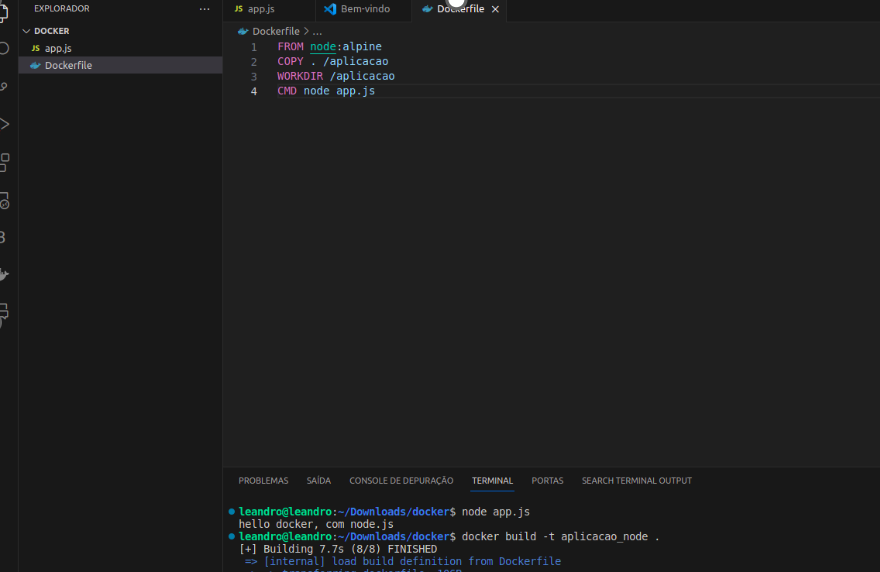 EXPLORADOR ...
DOCKER
JS app.js
Dockerfile
JS app.js Bem-vindo Dockerfile
Dockerfile > ...
1 FROM node:alpine
2 COPY . /aplicacao
3 WORKDIR /aplicacao
4 CMD node app.js
PROBLEMAS SAÍDA CONSOLE DE DEPURAÇÃO TERMINAL PORTAS SEARCH TERMINAL OUTPUT
leandro@leandro:~/Downloads/docker$ node app.js
hello docker, com node.js
leandro@leandro:~/Downloads/docker$ docker build -t aplicacao_node .
[+] Building 7.7s (8/8) FINISHED
=> [internal] load build definition from Dockerfile